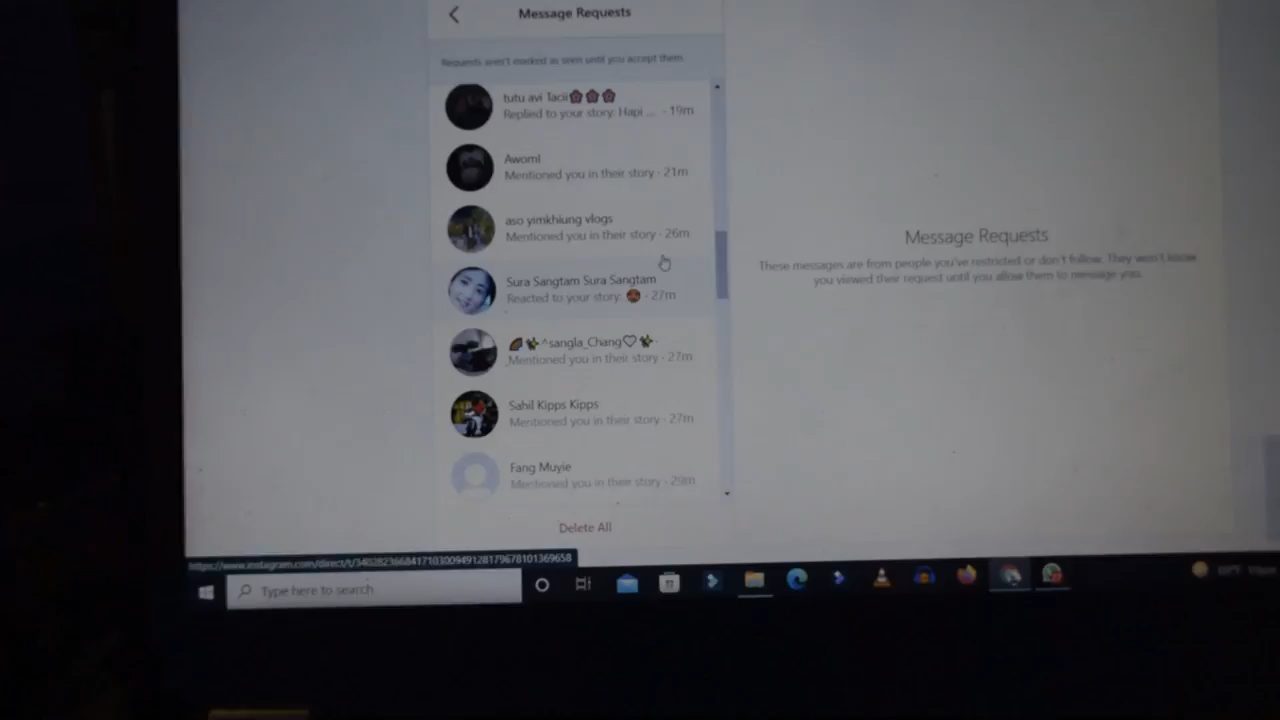 Message Requests
Requests aren't marked as seen until you accept them.
tutu avi Tacii🌸🌸🌸
Replied to your story: Hapi ... · 19m
Awoml
Mentioned you in their story · 21m
aso yimkhiung vlogs
Mentioned you in their story · 26m
Sura Sangtam Sura Sangtam
Reacted to your story: 😍 · 27m
^sangla_Chang♡
Mentioned you in their story · 27m
Sahil Kipps Kipps
Mentioned you in their story · 27m
Fang Muyie
Mentioned you in their story · 29m
Delete All
Message Requests
These messages are from people you've restricted or don't follow. They won't know
you viewed their request until you allow them to message you.
Type here to search